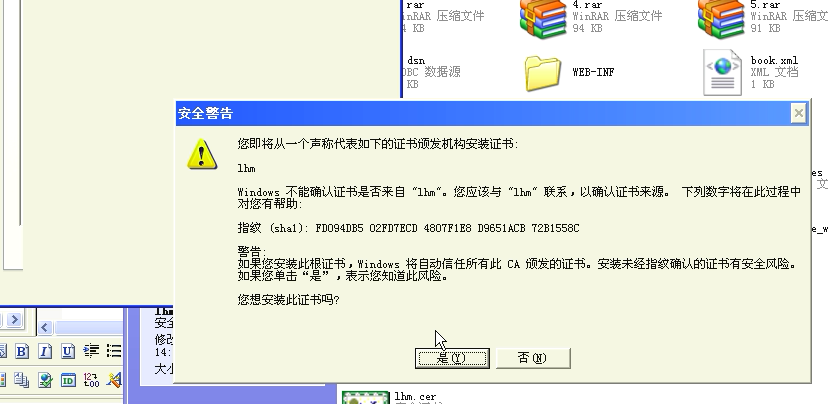 .rar
inRAR 压缩文件
4 KB
4.rar
WinRAR 压缩文件
94 KB
5.rar
WinRAR 压缩文
91 KB
dsn
DBC 数据源
KB
WEB-INF
book.xml
XML 文档
1 KB
安全警告
您即将从一个声称代表如下的证书颁发机构安装证书:
lhm
Windows 不能确认证书是否来自 "lhm"。您应该与 "lhm" 联系,以确认证书来源。 下列数字将在此过程中
对您有帮助:
指纹 (sha1): FD094DB5 02FD7ECD 4807F1E8 D9651ACB 72B1558C
警告:
如果您安装此根证书,Windows 将自动信任所有此 CA 颁发的证书。安装未经指纹确认的证书有安全风险。
如果您单击“是”,表示您知道此风险。
您想安装此证书吗?
是(Y)
否(N)
es
文
e_w
lhm
安全
修改
14:
大小
B I U
ID
lhm.cer